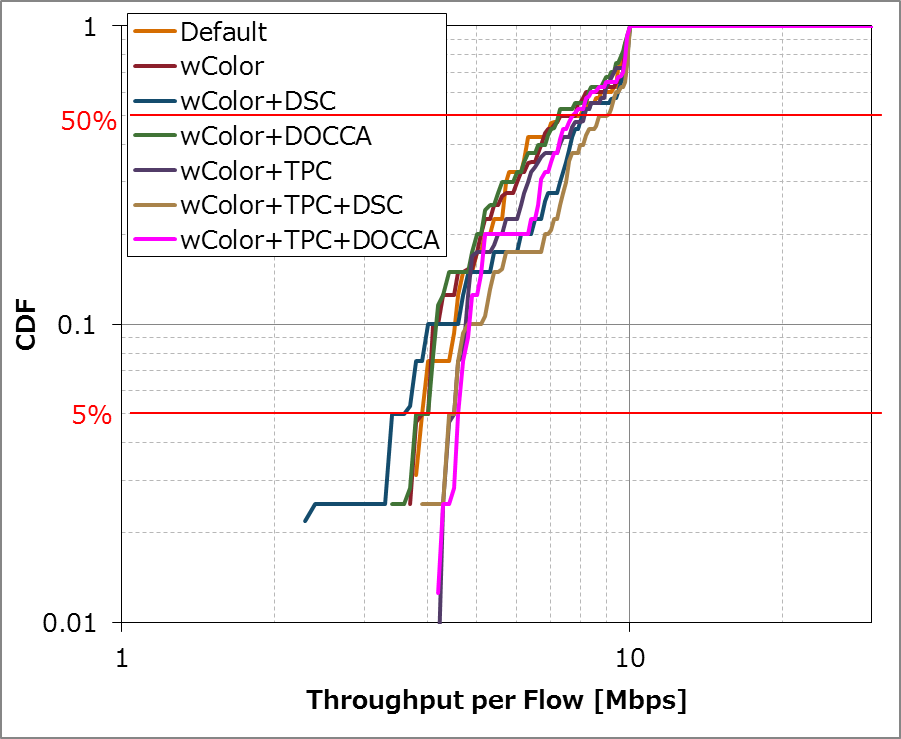 1
Default
wColor
wColor+DSC
50%
wColor+DOCCA
wColor+TPC
wColor+TPC+DSC
wColor+TPC+DOCCA
CDF
0.1
5%
0.01
1
10
Throughput per Flow [Mbps]